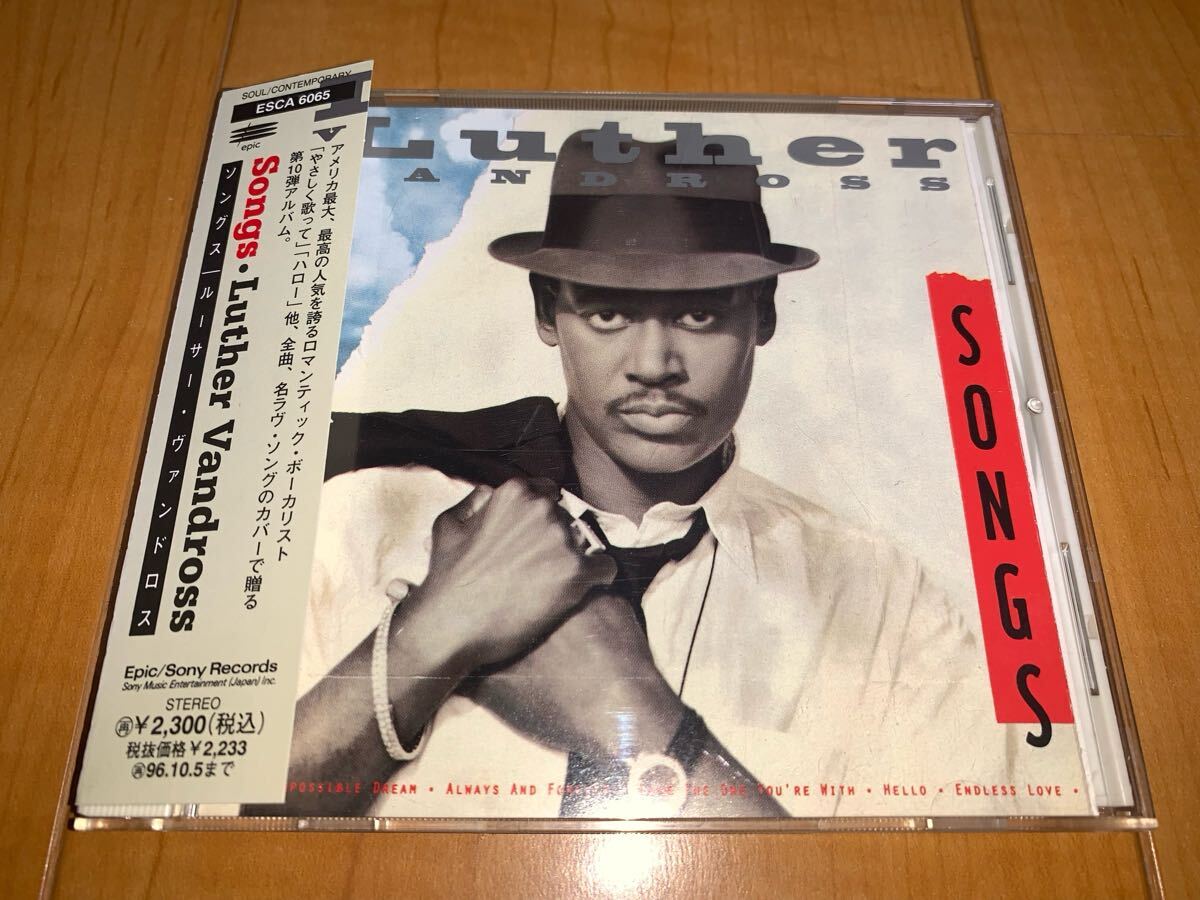 SOUL/CONTEMPORARY
ESCA 6065
epic
Songs・Luther Vandross
ソングス/ルーサー・ヴァンドロス
アメリカ最大、最高の人気を誇るロマンティック・ボーカリスト
「やさしく歌って」「ハロー」他、全曲、名ラヴ・ソングのカバーで贈る
第10弾アルバム。
Epic/Sony Records
Sony Music Entertainment (Japan) Inc.
STEREO
再¥2,300(税込)
税抜価格¥2,233
再96.10.5まで
Luther
ANDROSS
SONGS
POSSIBLE DREAM • ALWAYS AND THE ONE YOU'RE WITH • HELLO • ENDLESS LOVE •